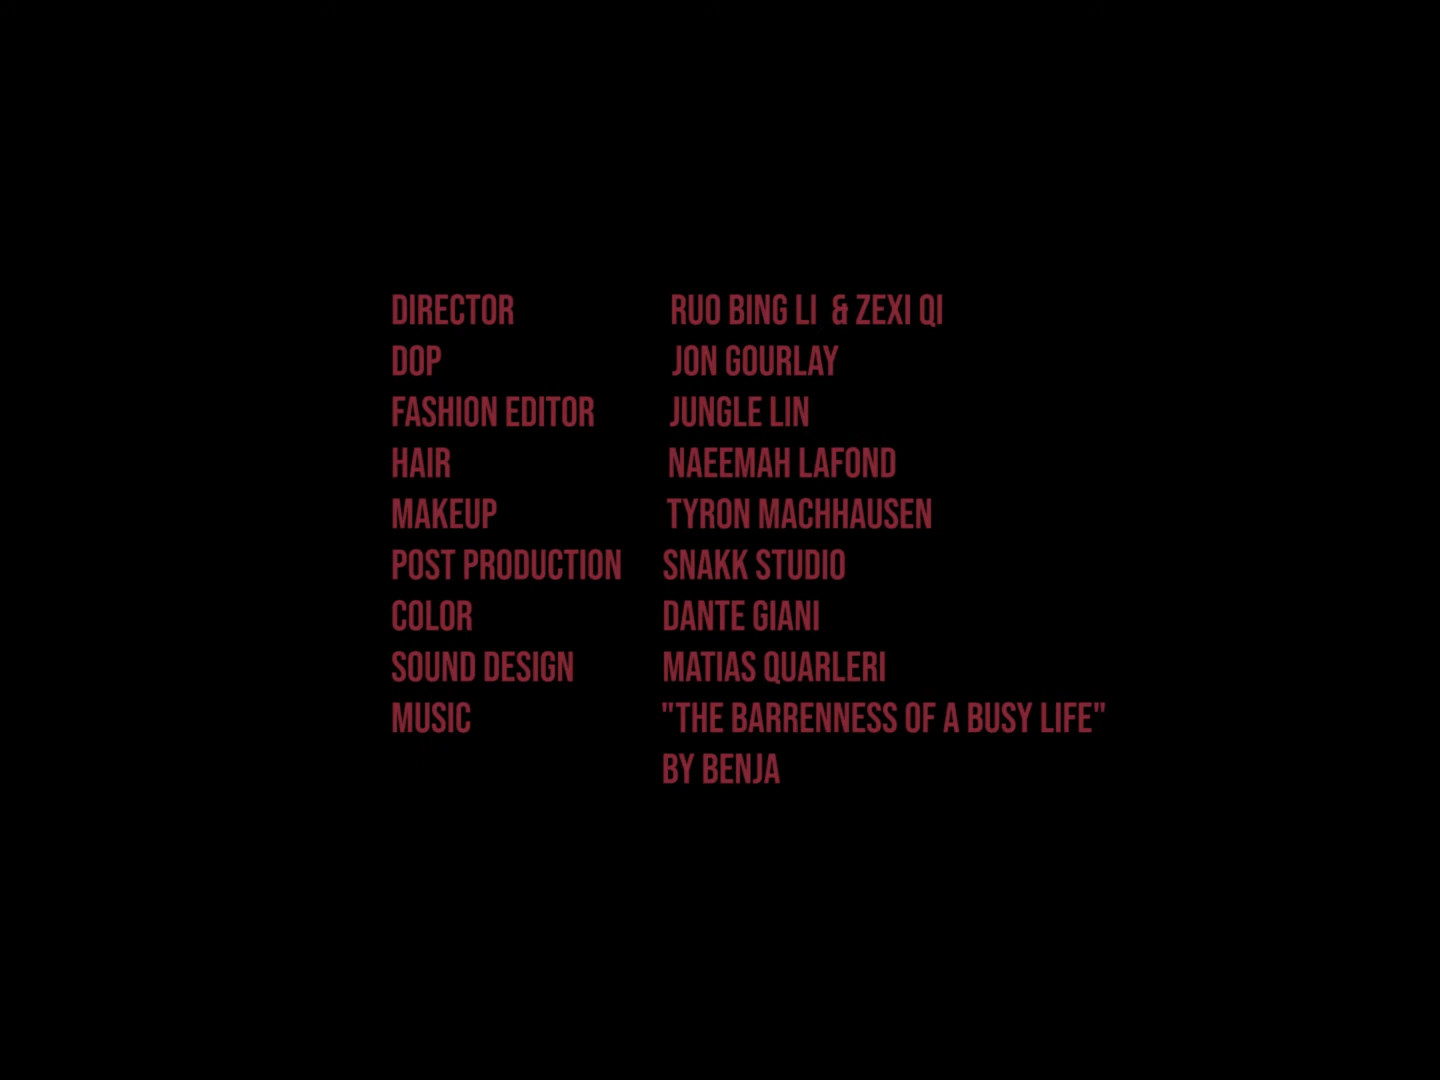 DIRECTOR RUO BING LI & ZEXI QI
DOP JON GOURLAY
FASHION EDITOR JUNGLE LIN
HAIR NAEEMAH LAFOND
MAKEUP TYRON MACHHAUSEN
POST PRODUCTION SNAKK STUDIO
COLOR DANTE GIANI
SOUND DESIGN MATIAS QUARLERI
MUSIC "THE BARRENNESS OF A BUSY LIFE"
BY BENJA